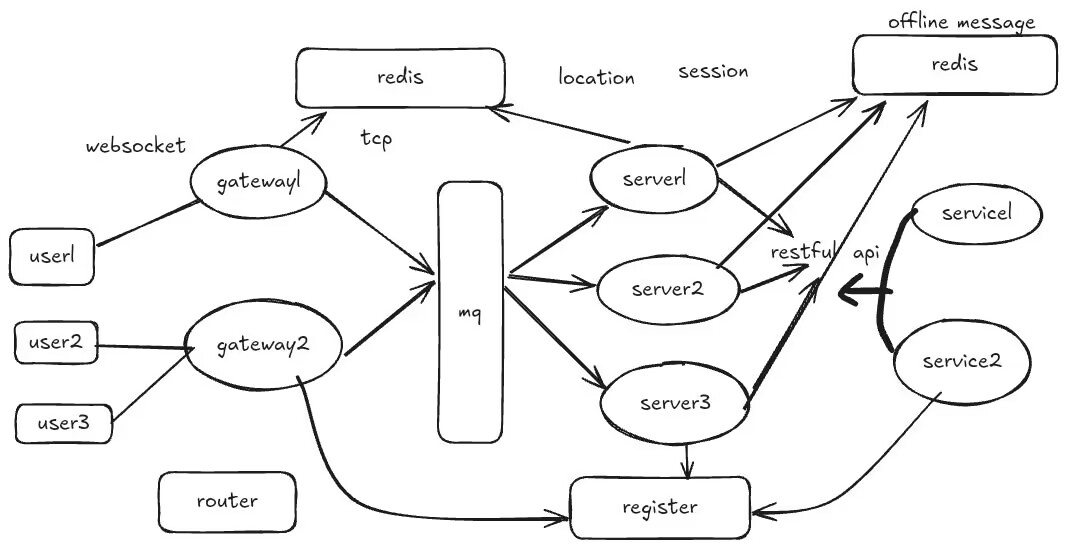 offline message
redis
redis
location
session
websocket
tcp
gateway1
server1
service1
user1
restful api
server2
mq
user2
gateway2
service2
user3
server3
router
register